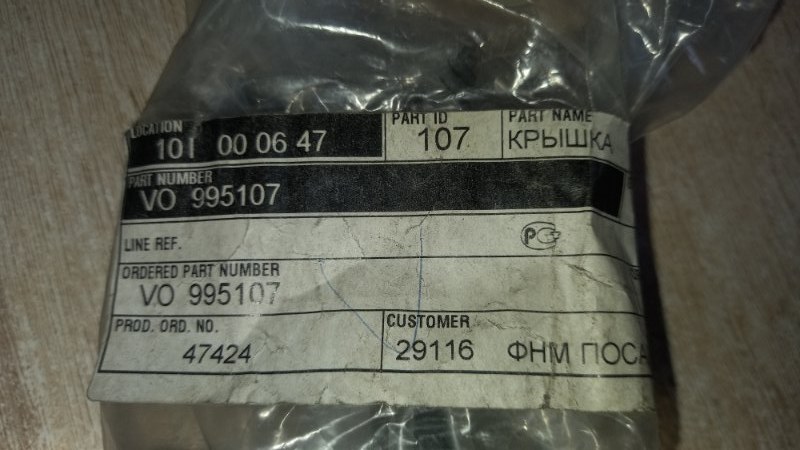 LOCATION
101 00 06 47
PART ID
107
PART NAME
КРЫШКА
PART NUMBER
VO 995107
LINE REF.
ORDERED PART NUMBER
VO 995107
PROD. ORD. NO.
47424
CUSTOMER
29116 ФНМ